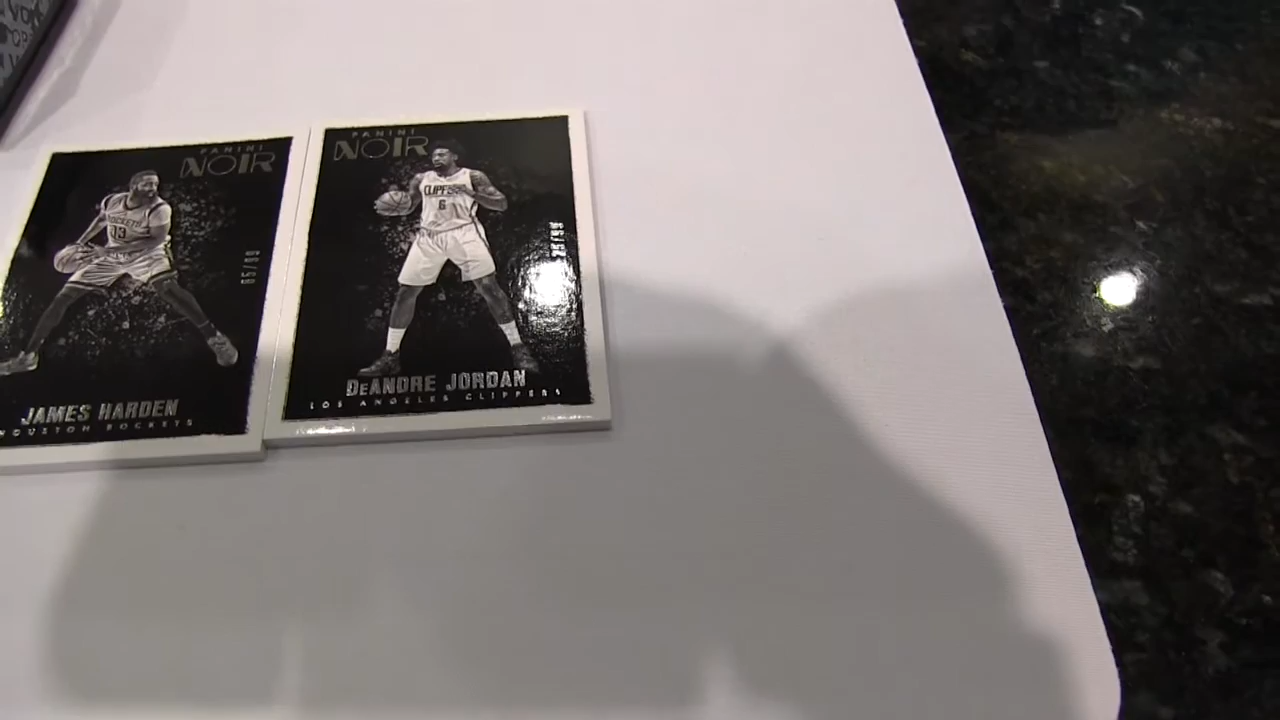 PANINI
NOIR
ROCKETS
13
JAMES HARDEN
HOUSTON ROCKETS
PANINI
NOIR
CLIPPERS
6
DeANDRE JORDAN
LOS ANGELES CLIPPERS